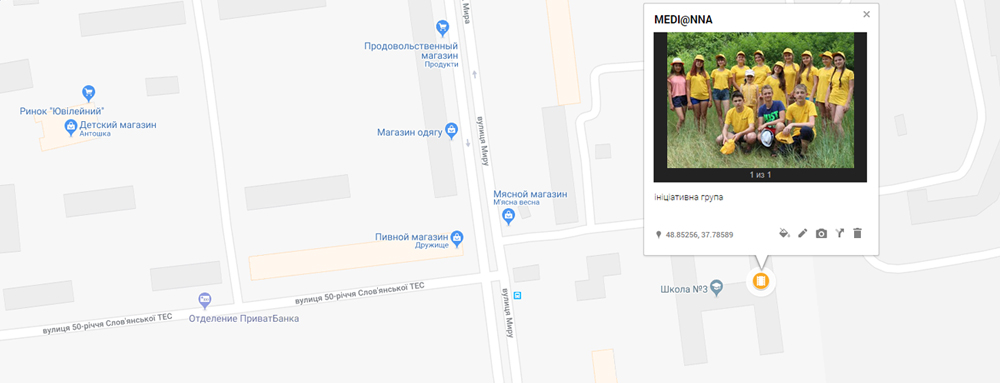 MEDI@NNA
1 из 1
ініціативна група
48.85256, 37.78589
Мира
Продовольственный
магазин
Продукти
Ринок "Ювілейний"
Детский магазин
Антошка
Магазин одягу
вулиця Миру
Мясной магазин
М'ясна весна
Пивной магазин
Дружище
Школа №3
вулиця 50-річчя Слов'янської ТЕС
Отделение ПриватБанка
вулиця 50-річчя Слов'янської ТЕС
вулиця Миру